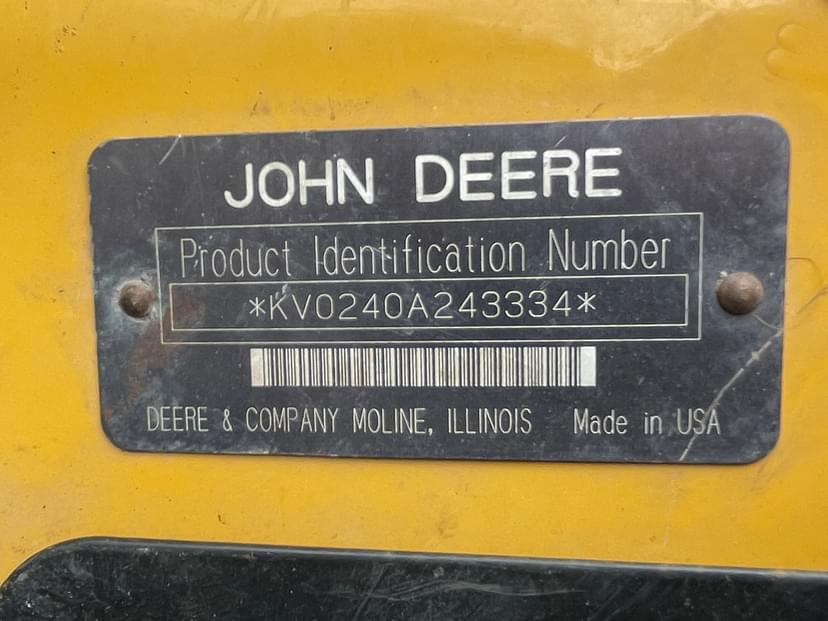 JOHN DEERE
Product Identification Number
*KV0240A243334*
DEERE & COMPANY MOLINE, ILLINOIS Made in USA